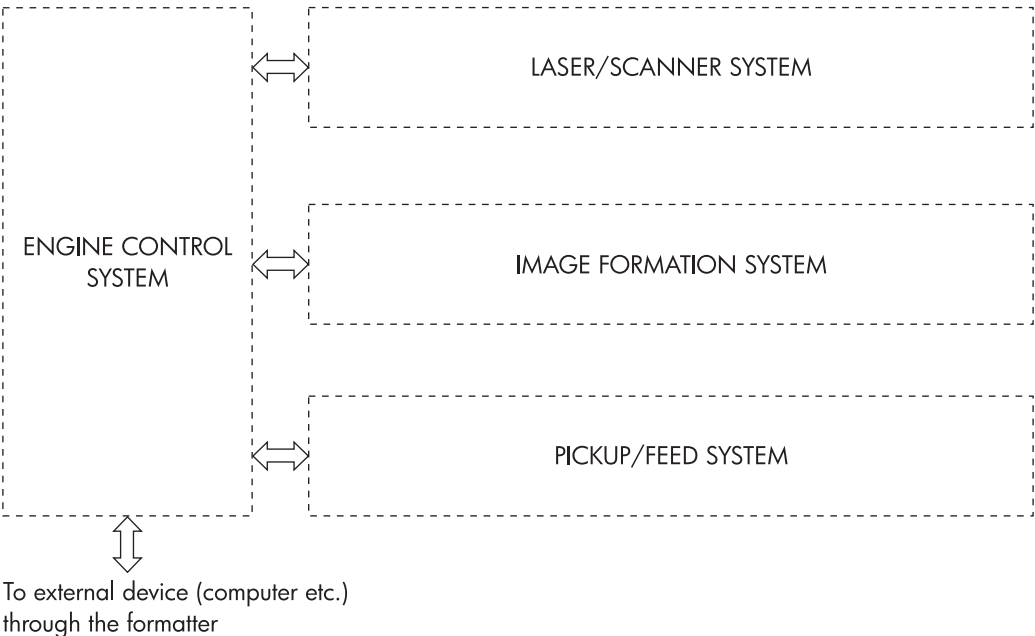 LASER/SCANNER SYSTEM
ENGINE CONTROL
SYSTEM
IMAGE FORMATION SYSTEM
PICKUP/FEED SYSTEM
To external device (computer etc.)
through the formatter